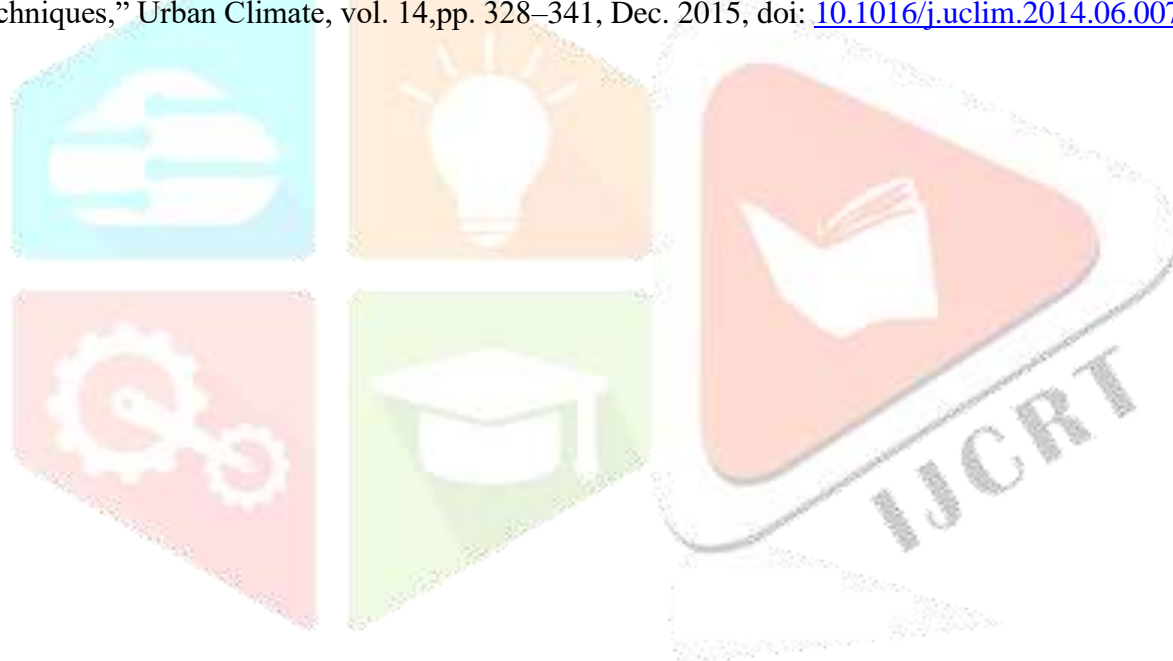 chniques,” Urban Climate, vol. 14,pp. 328–341, Dec. 2015, doi: 10.1016/j.uclim.2014.06.007
IJCRT